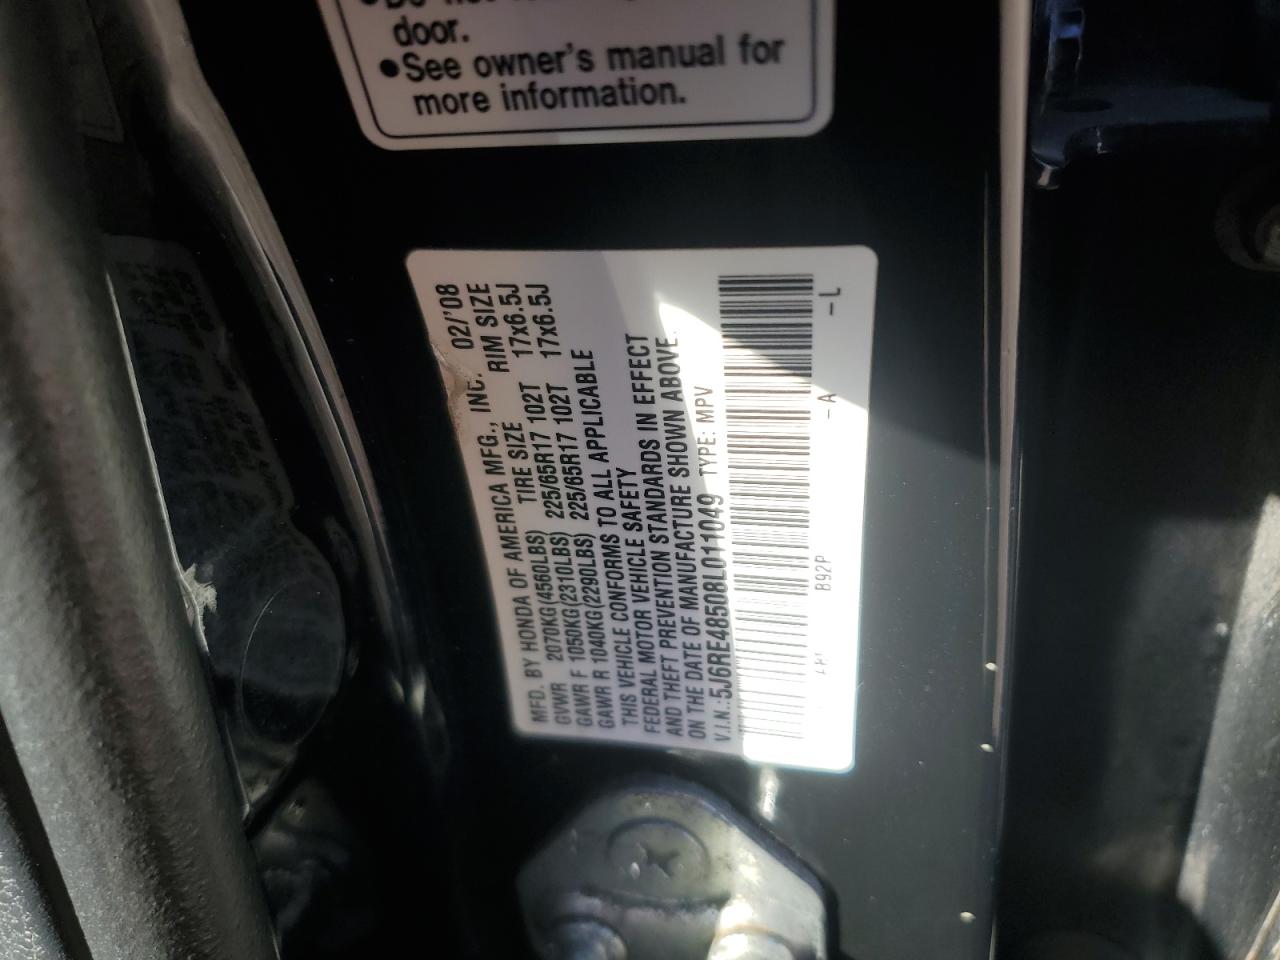 door.
●See owner's manual for
more information.
MFD. BY HONDA OF AMERICA MFG., INC. 02/'08
GVWR 2070KG(4560LBS) TIRE SIZE RIM SIZE
GAWR F 1050KG(2310LBS) 225/65R17 102T 17x6.5J
GAWR R 1040KG(2290LBS) 225/65R17 102T 17x6.5J
THIS VEHICLE CONFORMS TO ALL APPLICABLE
FEDERAL MOTOR VEHICLE SAFETY
AND THEFT PREVENTION STANDARDS IN EFFECT
ON THE DATE OF MANUFACTURE SHOWN ABOVE.
V.I.N.:5J6RE48508L011049 TYPE: MPV
B92P -A -L